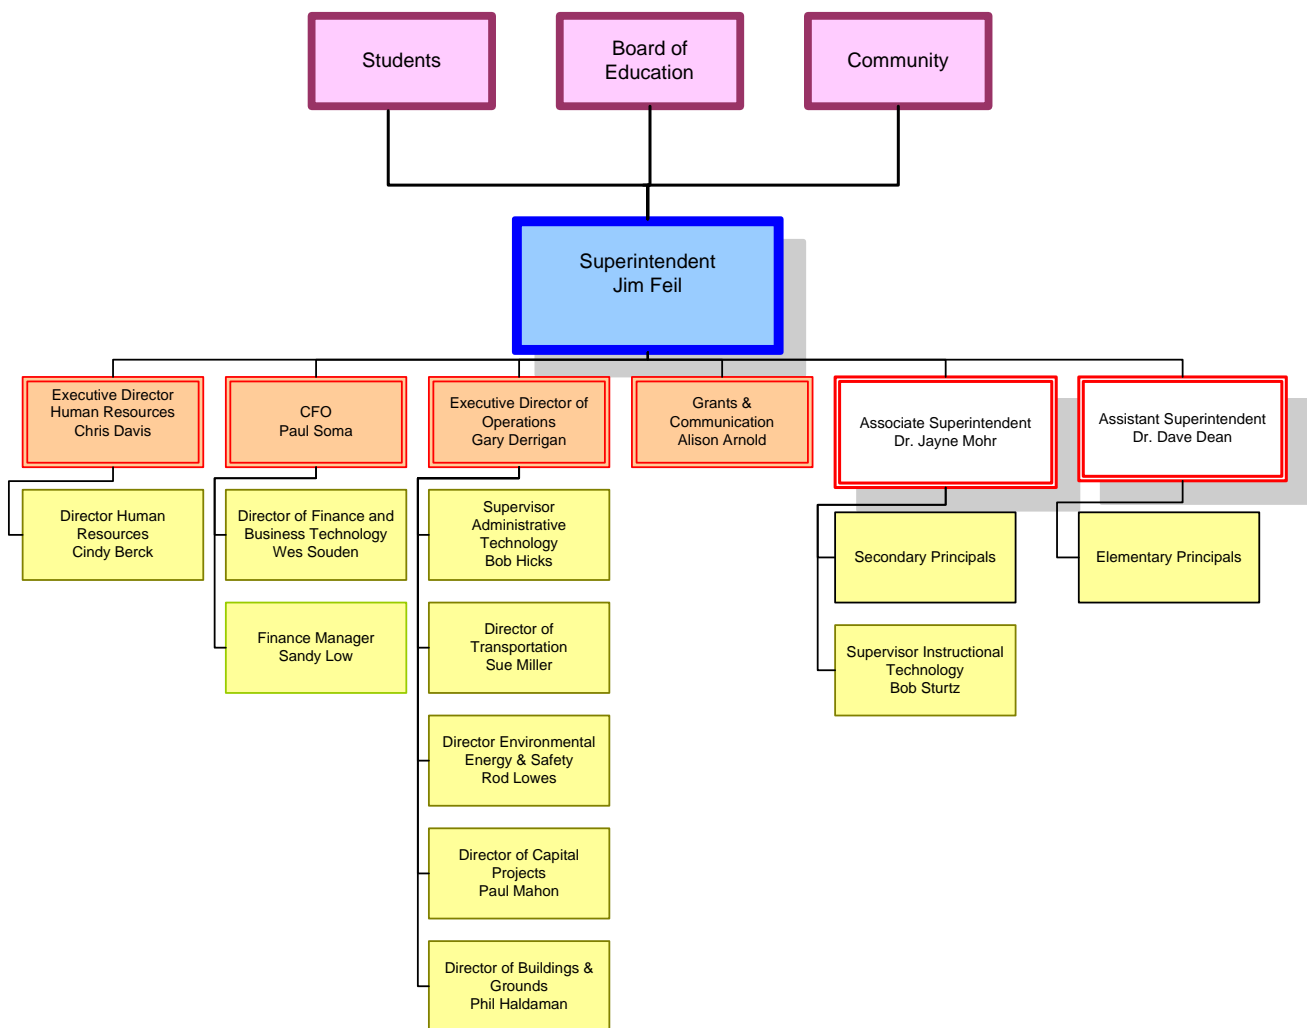 Students
Board of
Education
Community
Superintendent
Jim Feil
Executive Director
Human Resources
Chris Davis
CFO
Paul Soma
Executive Director of
Operations
Gary Derrigan
Grants &
Communication
Alison Arnold
Associate Superintendent
Dr. Jayne Mohr
Assistant Superintendent
Dr. Dave Dean
Director Human
Resources
Cindy Berck
Director of Finance and
Business Technology
Wes Souden
Supervisor
Administrative
Technology
Bob Hicks
Secondary Principals
Elementary Principals
Finance Manager
Sandy Low
Director of
Transportation
Sue Miller
Supervisor Instructional
Technology
Bob Sturtz
Director Environmental
Energy & Safety
Rod Lowes
Director of Capital
Projects
Paul Mahon
Director of Buildings &
Grounds
Phil Haldaman